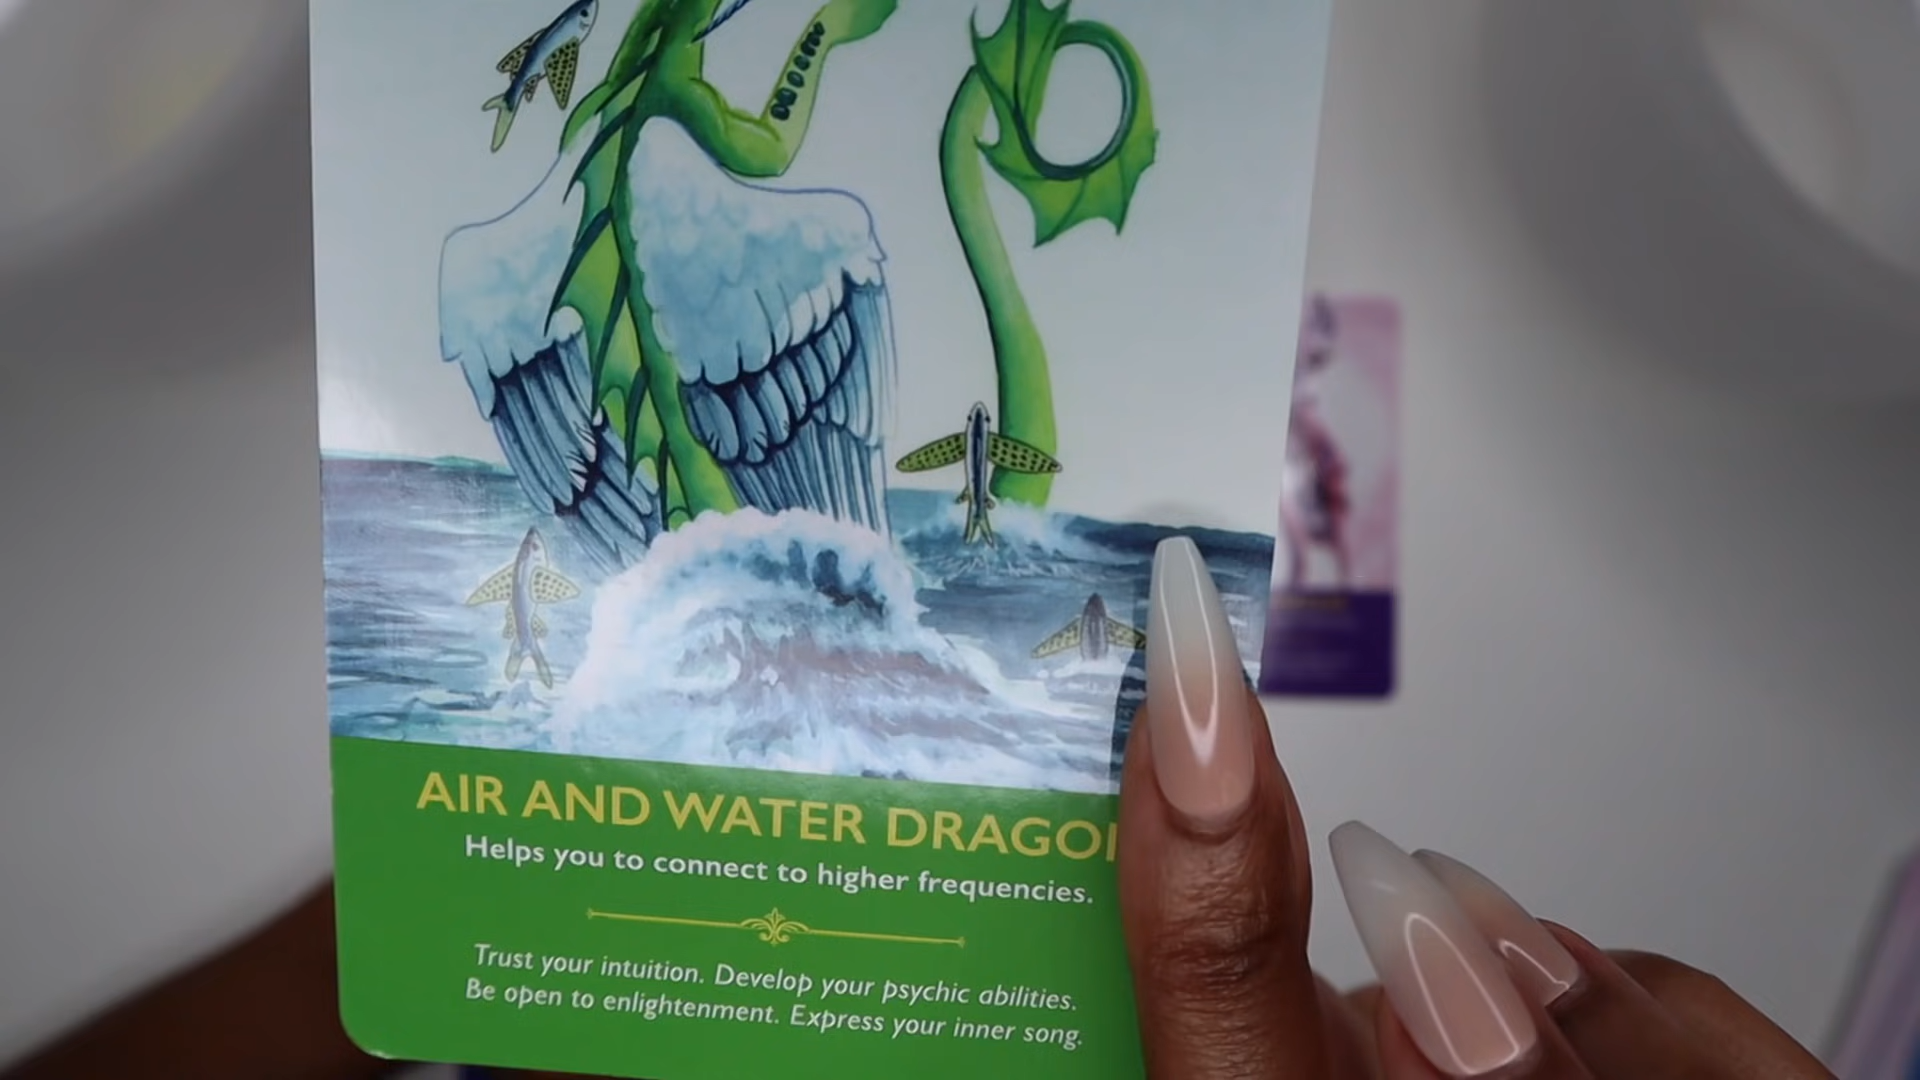 AIR AND WATER DRAGON
Helps you to connect to higher frequencies.
Trust your intuition. Develop your psychic abilities.
Be open to enlightenment. Express your inner song.